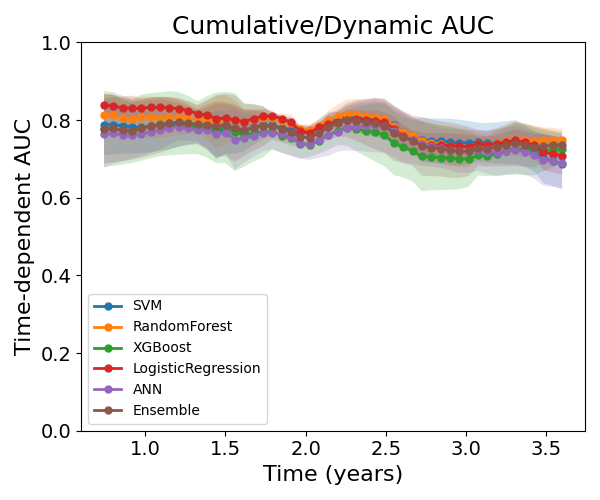 Cumulative/Dynamic AUC
Time-dependent AUC
1.0
0.8
0.6
0.4
0.2
0.0
SVM
RandomForest
XGBoost
LogisticRegression
ANN
Ensemble
1.0 1.5 2.0 2.5 3.0 3.5
Time (years)